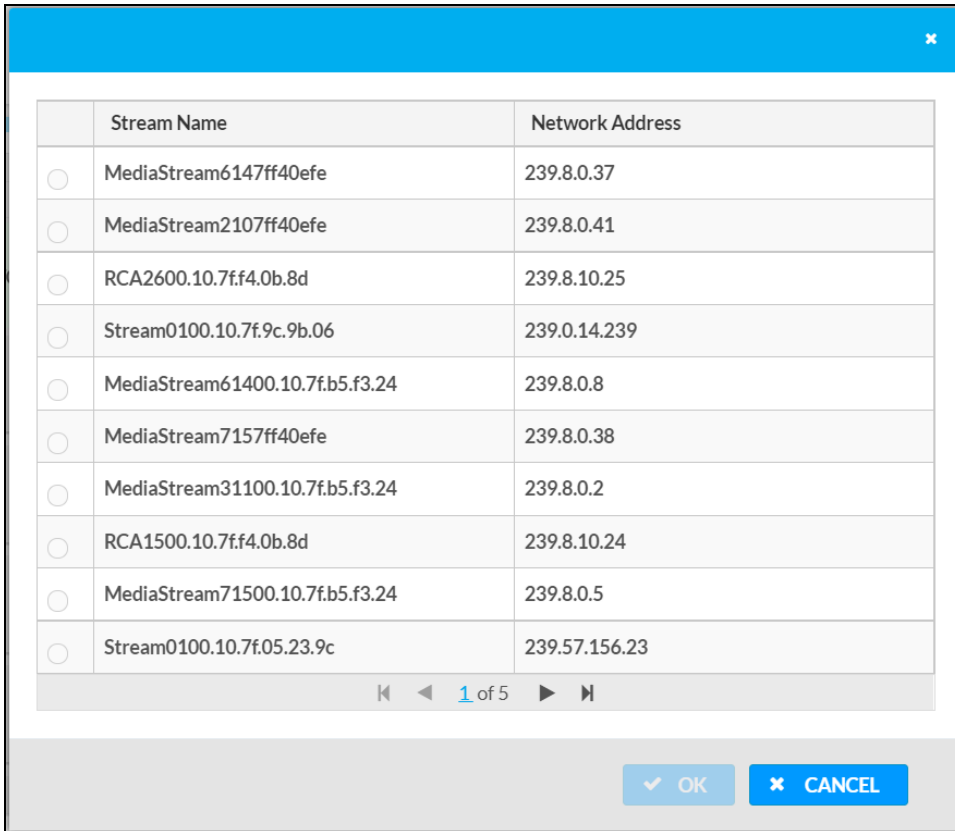 Stream Name Network Address
MediaStream6147ff40efe 239.8.0.37
MediaStream2107ff40efe 239.8.0.41
RCA2600.10.7f.f4.0b.8d 239.8.10.25
Stream0100.10.7f.9c.9b.06 239.0.14.239
MediaStream61400.10.7f.b5.f3.24 239.8.0.8
MediaStream7157ff40efe 239.8.0.38
MediaStream31100.10.7f.b5.f3.24 239.8.0.2
RCA1500.10.7f.f4.0b.8d 239.8.10.24
MediaStream71500.10.7f.b5.f3.24 239.8.0.5
Stream0100.10.7f.05.23.9c 239.57.156.23
1 of 5
OK CANCEL